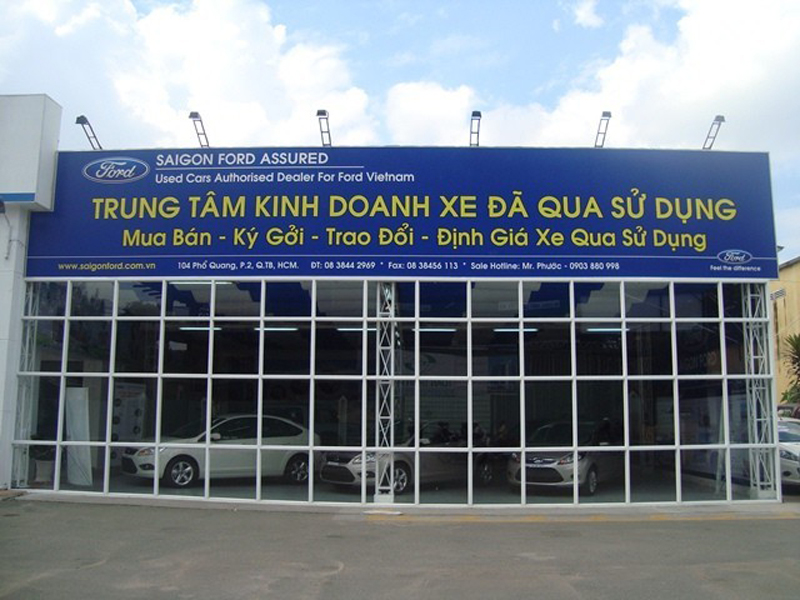 Ford
SAIGON FORD ASSURED
Used Cars Authorised Dealer For Ford Vietnam
TRUNG TÂM KINH DOANH XE ĐÃ QUA SỬ DỤNG
Mua Bán - Ký Gởi - Trao Đổi - Định Giá Xe Qua Sử Dụng
www.saigonford.com.vn 104 Phổ Quang, P.2, Q.TB, HCM. ĐT: 08 3844 2969 * Fax: 08 38456 113 * Sale Hotline: Mr. Phước - 0903 880 998
Ford
Feel the difference